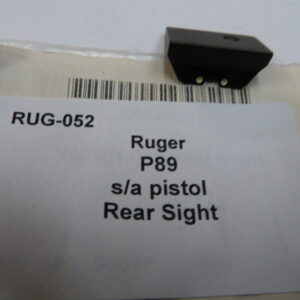 RUG-052
Ruger
P89
s/a pistol
Rear Sight